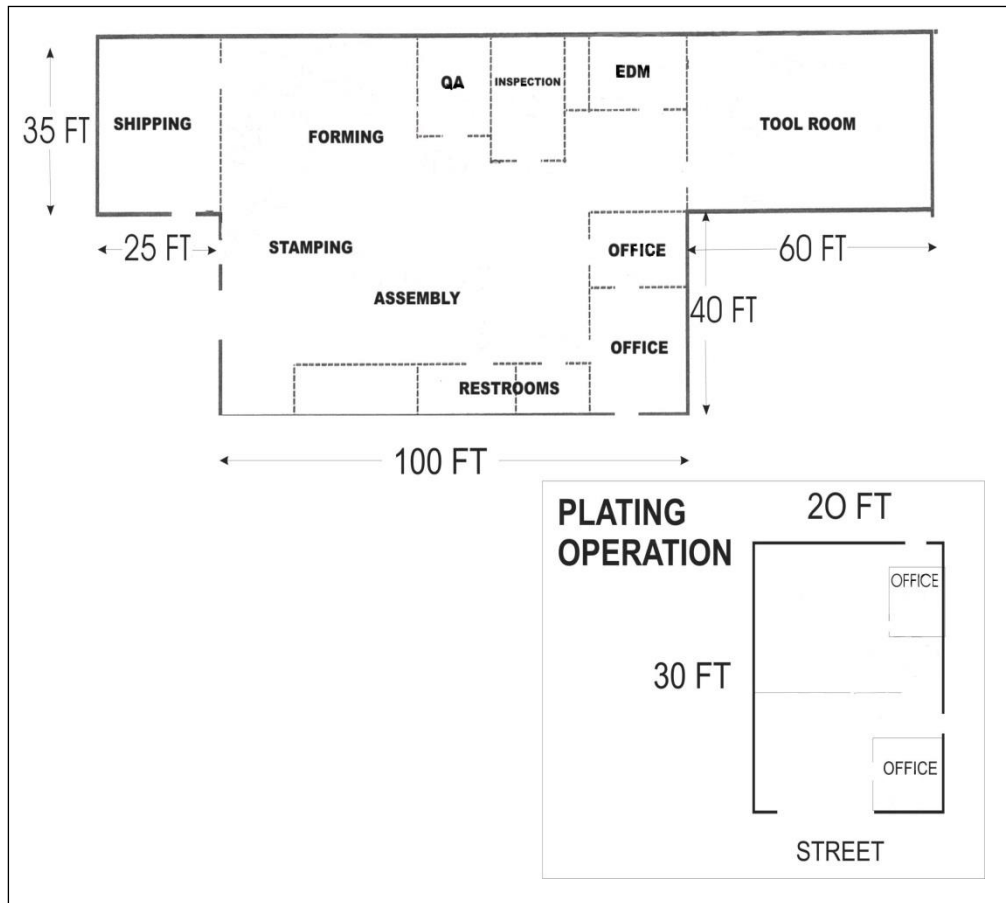 QA
INSPECTION
EDM
35 FT
SHIPPING
FORMING
TOOL ROOM
25 FT
STAMPING
OFFICE
60 FT
ASSEMBLY
40 FT
OFFICE
RESTROOMS
100 FT
PLATING
OPERATION
20 FT
OFFICE
30 FT
OFFICE
STREET